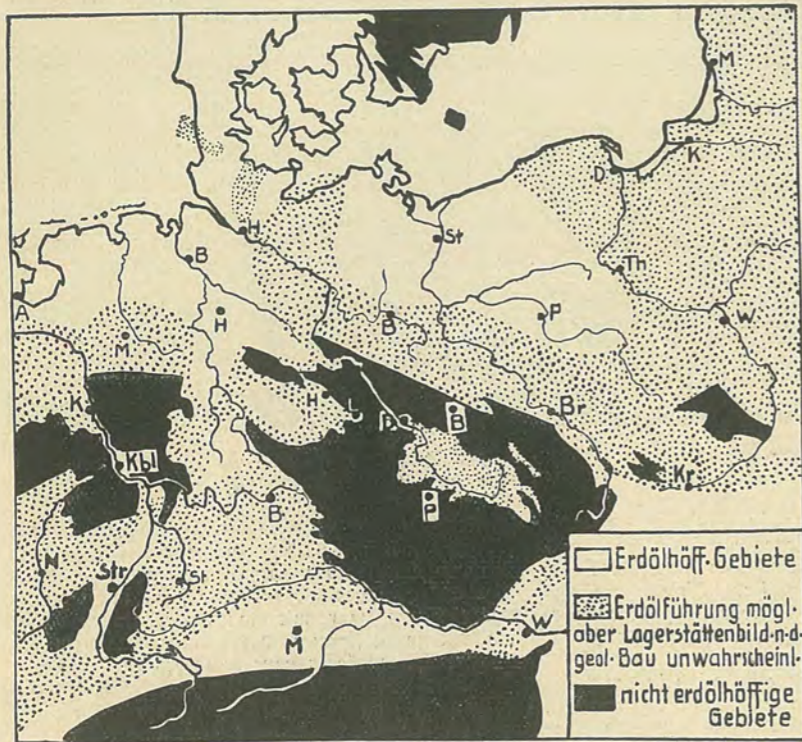 M
K
D
H
St
B
Th
A
H
B
P
W
M
H
L
B
Br
K
Kbl
P
Kr
B
N
Str
St
M
W
Erdölhöff. Gebiete
Erdölführung mögl.
aber Lagerstättenbild.n.d.
geol. Bau unwahrscheinl.
nicht erdölhöffige
Gebiete